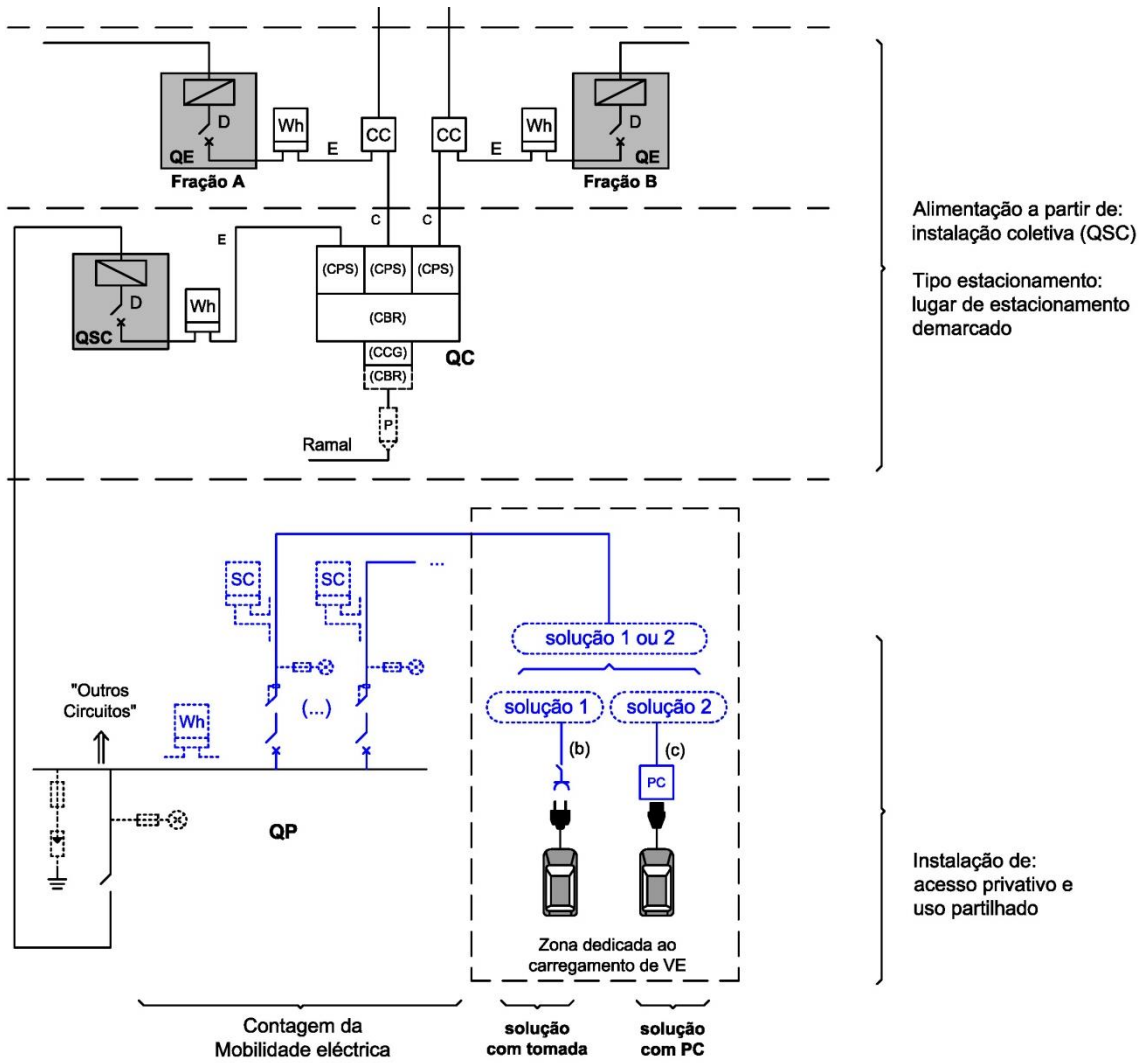 D
Wh
CC
CC
Wh
D
QE
E
E
QE
Fração A
Fração B
E
C
C
D
Wh
QSC
(CPS)
(CPS)
(CPS)
(CBR)
(CCG)
QC
(CBR)
P
Ramal
Alimentação a partir de:
instalação coletiva (QSC)
Tipo estacionamento:
lugar de estacionamento
demarcado
SC
SC
...
solução 1 ou 2
"Outros
Circuitos"
Wh
(...)
solução 1
solução 2
(b)
(c)
PC
QP
Zona dedicada ao
carregamento de VE
Instalação de:
acesso privativo e
uso partilhado
Contagem da
Mobilidade eléctrica
solução
com tomada
solução
com PC